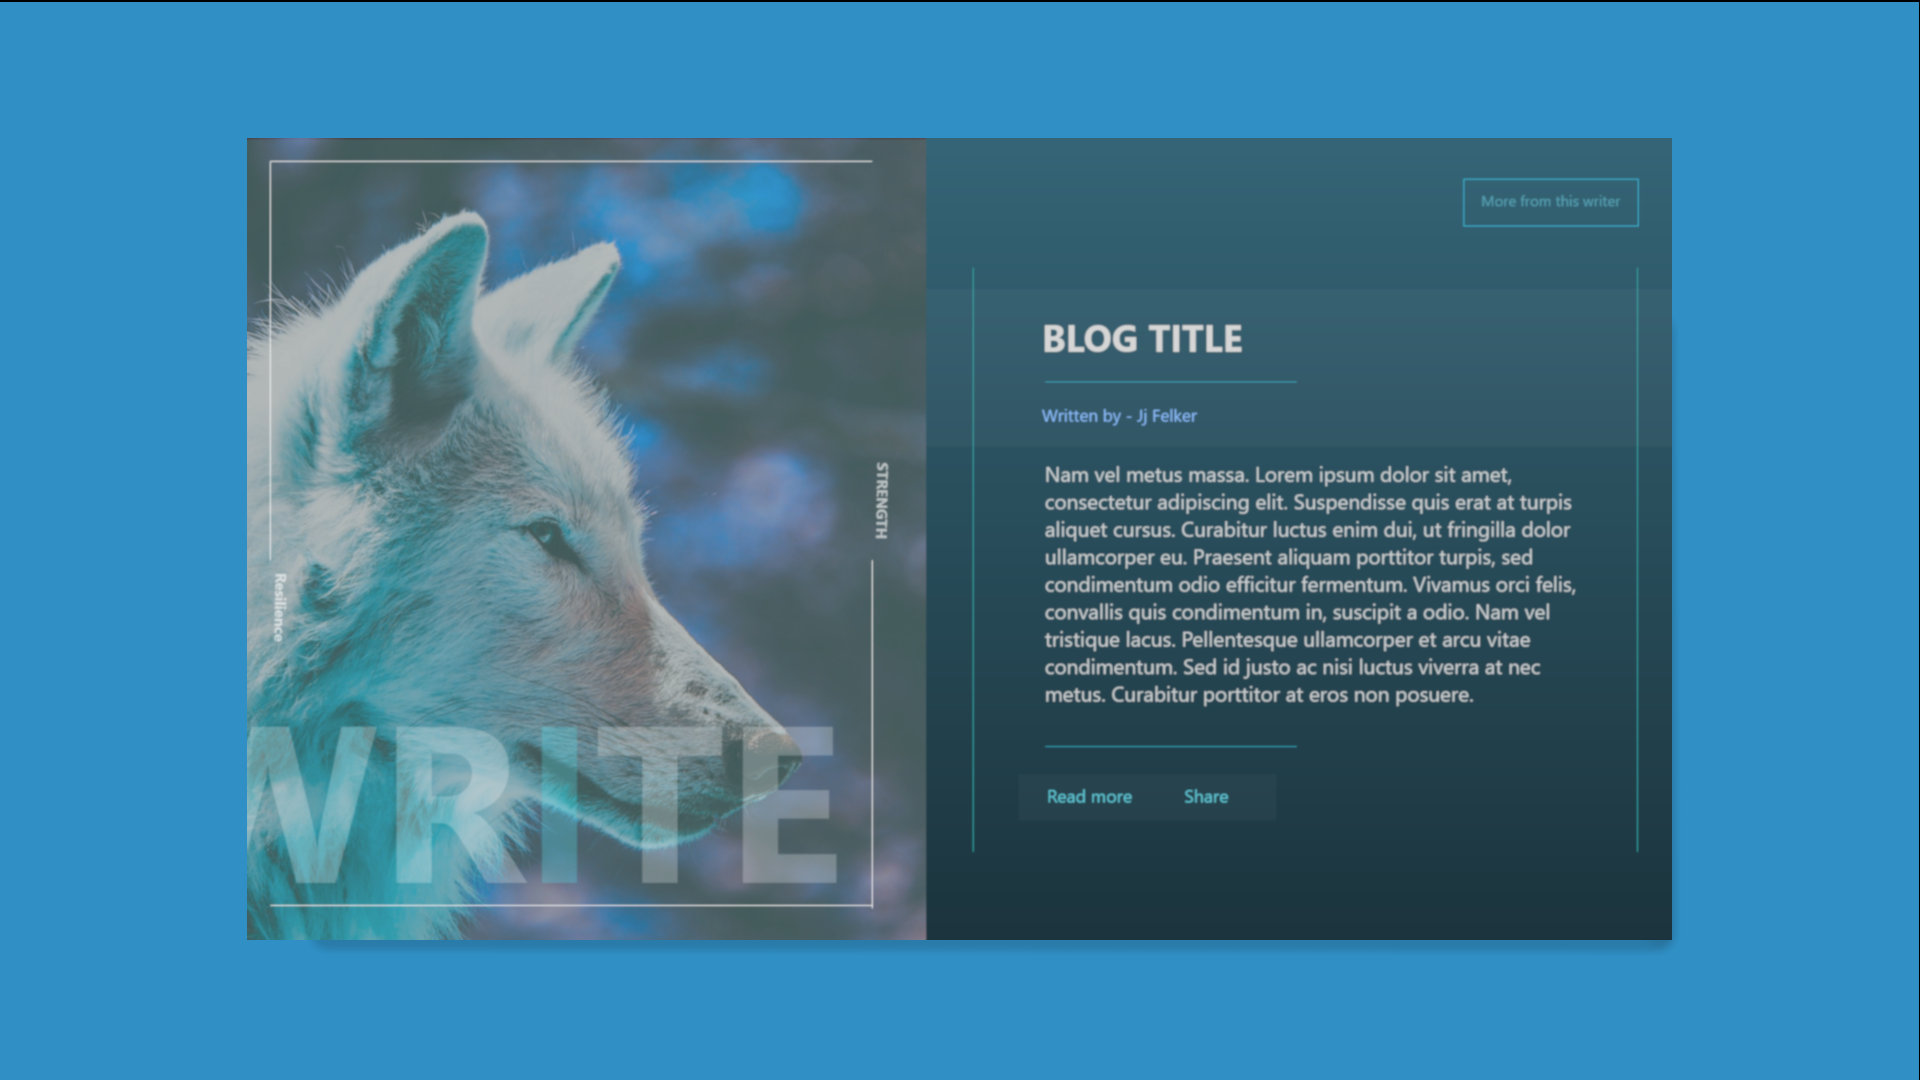 STRENGTH
Resilience
WRITE
More from this writer
BLOG TITLE
Written by - Jj Felker
Nam vel metus massa. Lorem ipsum dolor sit amet,
consectetur adipiscing elit. Suspendisse quis erat at turpis
aliquet cursus. Curabitur luctus enim dui, ut fringilla dolor
ullamcorper eu. Praesent aliquam porttitor turpis, sed
condimentum odio efficitur fermentum. Vivamus orci felis,
convallis quis condimentum in, suscipit a odio. Nam vel
tristique lacus. Pellentesque ullamcorper et arcu vitae
condimentum. Sed id justo ac nisi luctus viverra at nec
metus. Curabitur porttitor at eros non posuere.
Read more Share